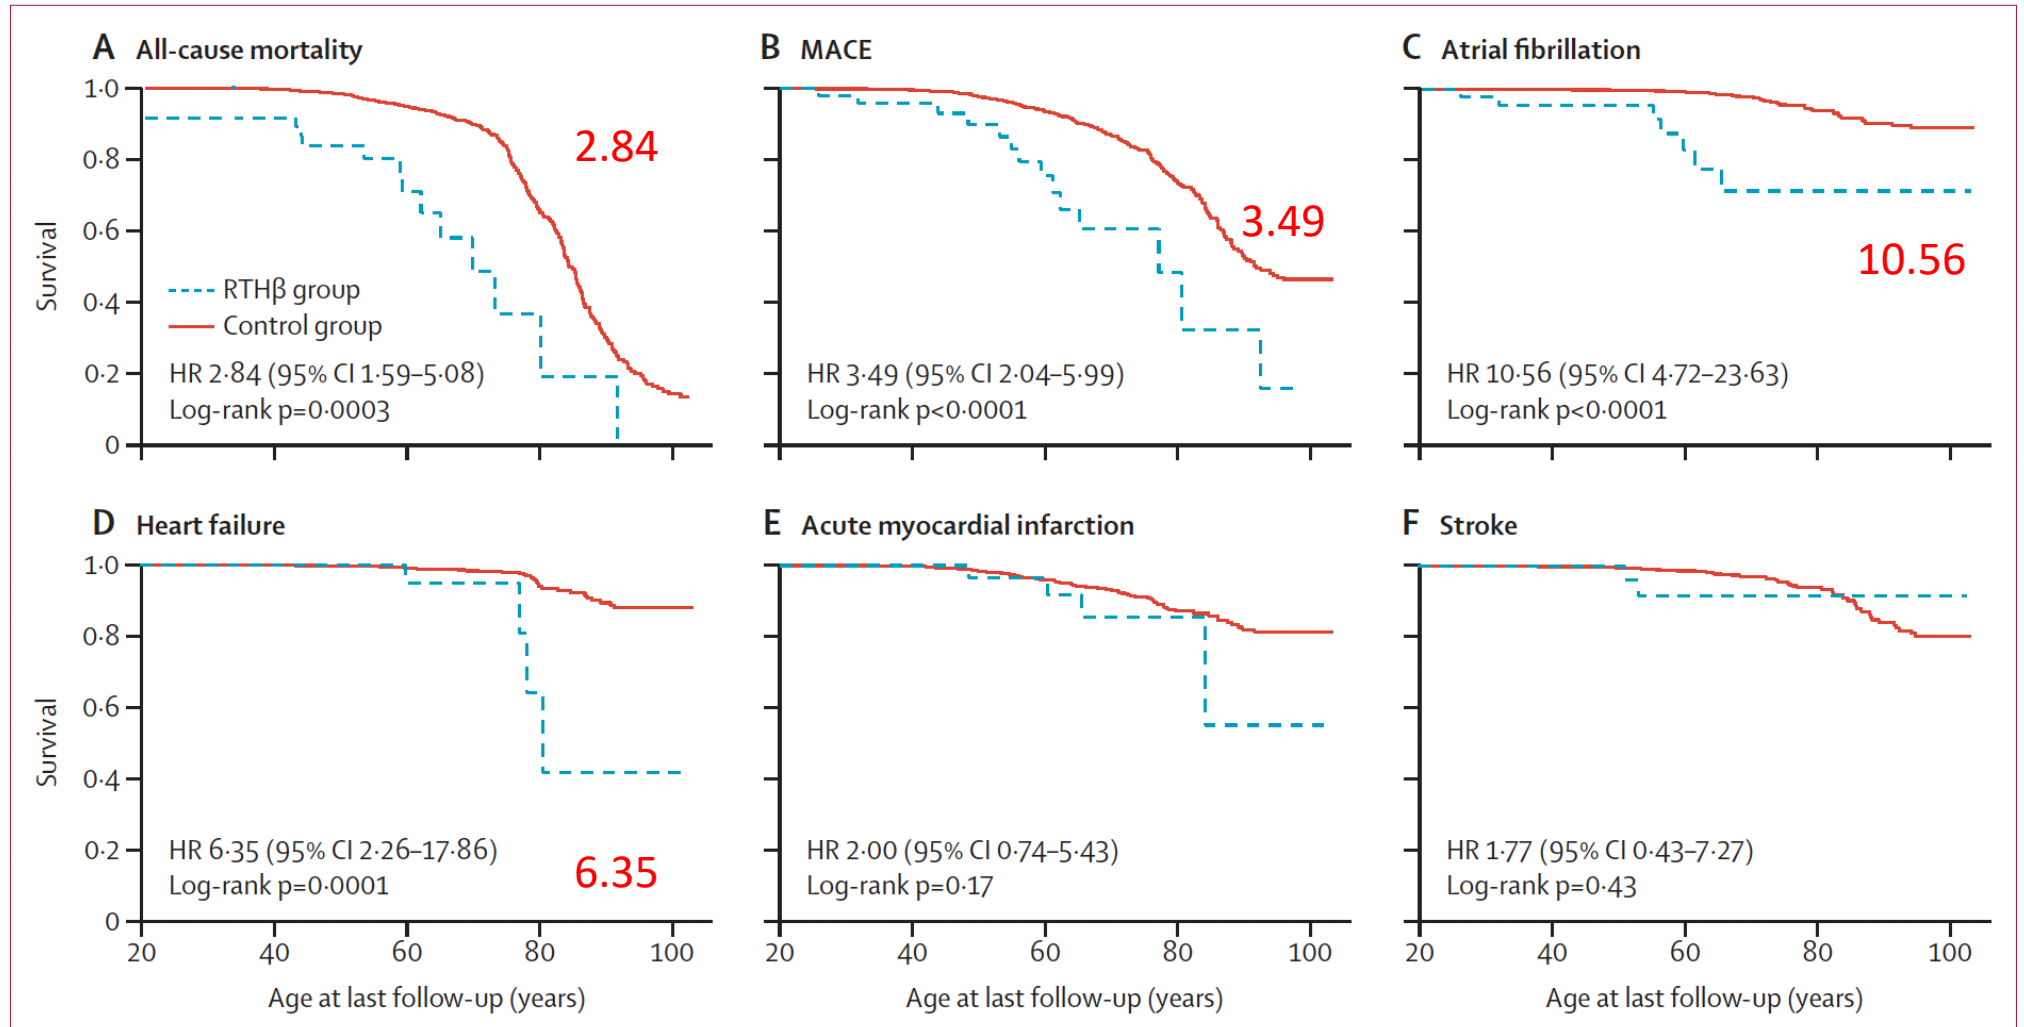 A All-cause mortality
1·0
0·8
0·6
0·4
0·2
0
Survival
2.84
RTHβ group
Control group
HR 2·84 (95% CI 1·59–5·08)
Log-rank p=0·0003
B MACE
3.49
HR 3·49 (95% CI 2·04–5·99)
Log-rank p<0·0001
C Atrial fibrillation
10.56
HR 10·56 (95% CI 4·72–23·63)
Log-rank p<0·0001
D Heart failure
1·0
0·8
0·6
0·4
0·2
0
Survival
HR 6·35 (95% CI 2·26–17·86)
Log-rank p=0·0001
6.35
20 40 60 80 100
Age at last follow-up (years)
E Acute myocardial infarction
HR 2·00 (95% CI 0·74–5·43)
Log-rank p=0·17
20 40 60 80 100
Age at last follow-up (years)
F Stroke
HR 1·77 (95% CI 0·43–7·27)
Log-rank p=0·43
20 40 60 80 100
Age at last follow-up (years)